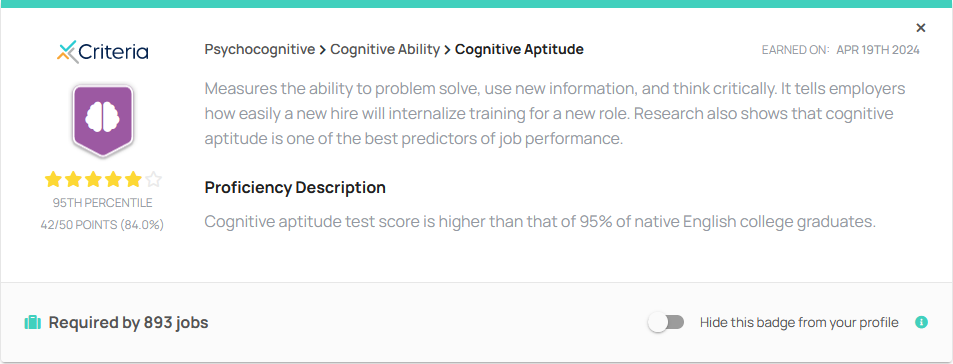 Criteria
Psychocognitive > Cognitive Ability > Cognitive Aptitude
EARNED ON: APR 19TH 2024
Measures the ability to problem solve, use new information, and think critically. It tells employers
how easily a new hire will internalize training for a new role. Research also shows that cognitive
aptitude is one of the best predictors of job performance.
95TH PERCENTILE
42/50 POINTS (84.0%)
Proficiency Description
Cognitive aptitude test score is higher than that of 95% of native English college graduates.
Required by 893 jobs
Hide this badge from your profile